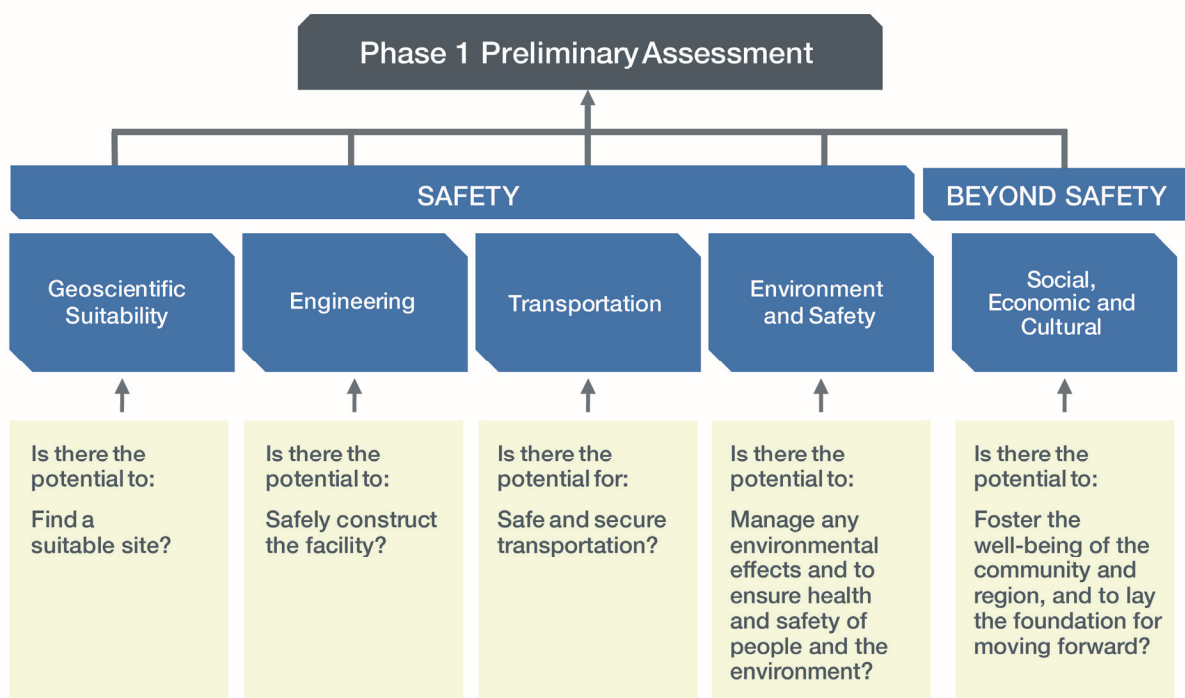 Phase 1 Preliminary Assessment
SAFETY
BEYOND SAFETY
Geoscientific
Suitability
Engineering
Transportation
Environment
and Safety
Social,
Economic and
Cultural
Is there the
potential to:
Find a
suitable site?
Is there the
potential to:
Safely construct
the facility?
Is there the
potential for:
Safe and secure
transportation?
Is there the
potential to:
Manage any
environmental
effects and to
ensure health
and safety of
people and the
environment?
Is there the
potential to:
Foster the
well-being of the
community and
region, and to lay
the foundation for
moving forward?